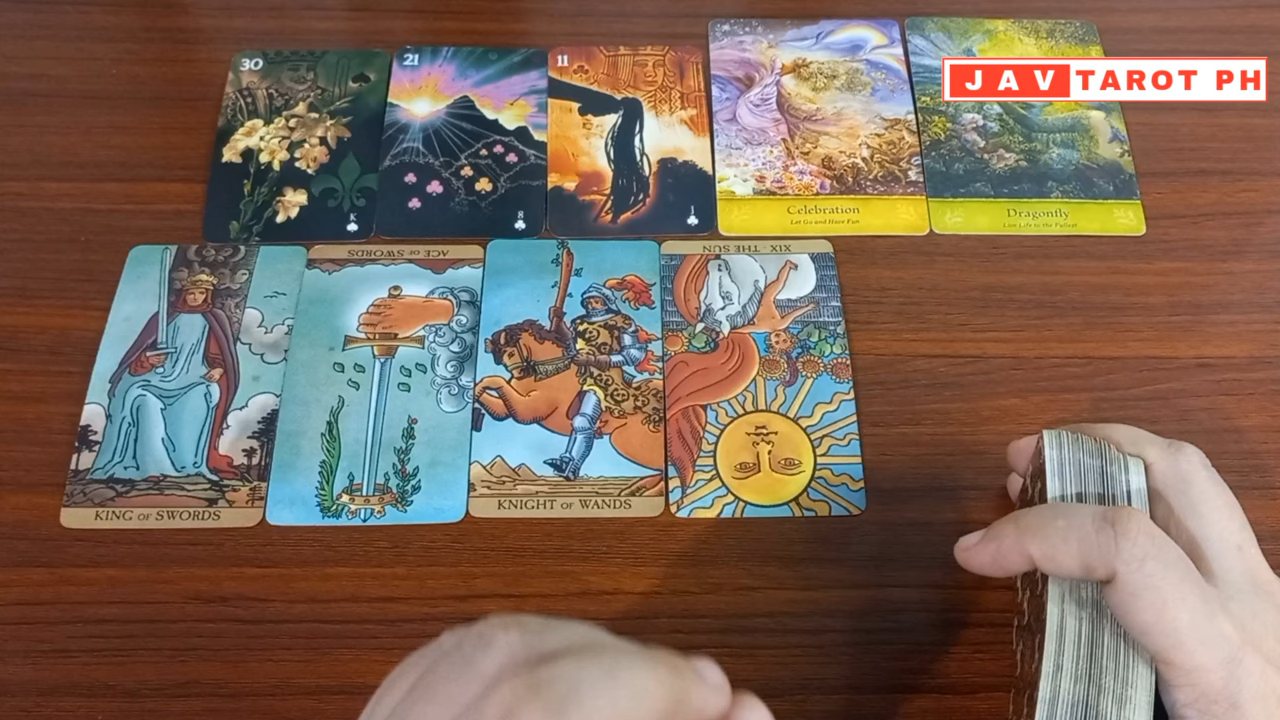 JAV TAROT PH
30
K
21
8
11
J
Celebration
Let Go and Have Fun
Dragonfly
Live Life to the Fullest
KING OF SWORDS
ACE OF SWORDS
KNIGHT OF WANDS
XIX · THE SUN